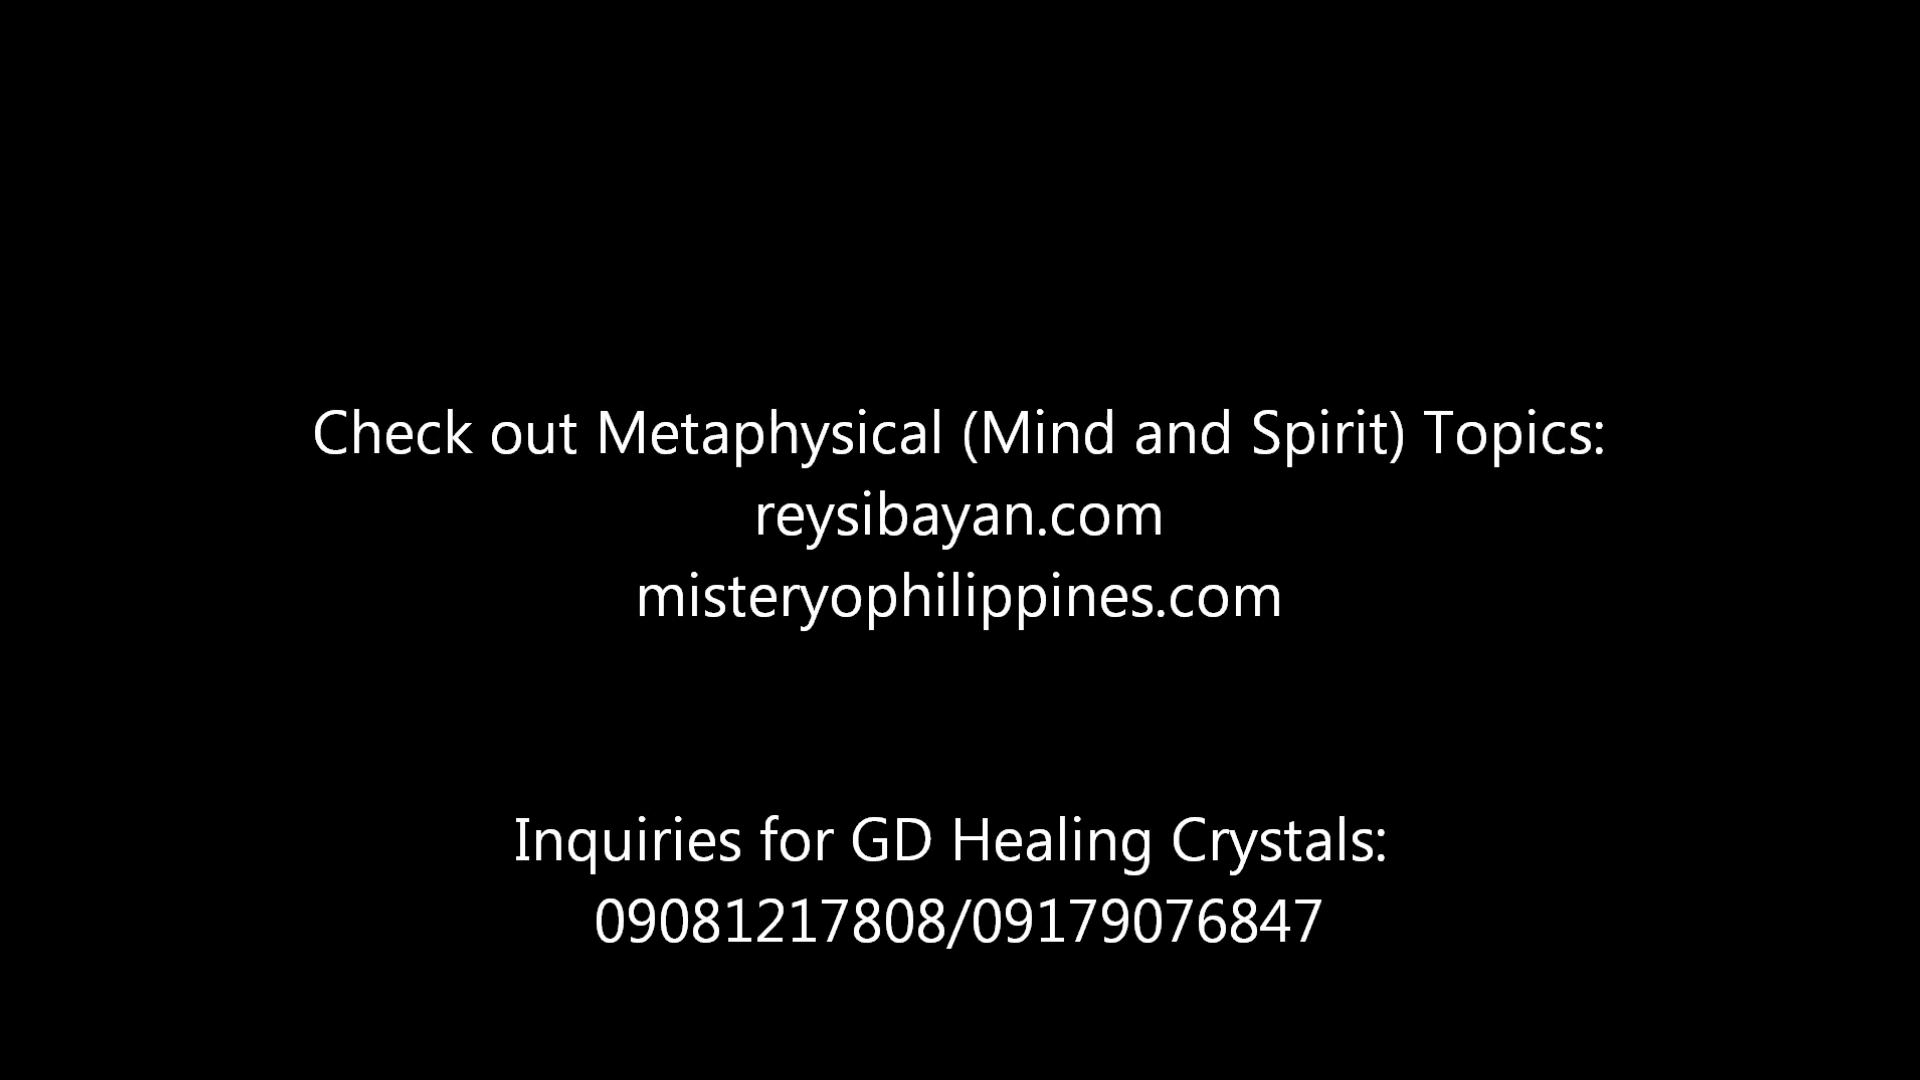 Check out Metaphysical (Mind and Spirit) Topics:
reysibayan.com
misteryophilippines.com
Inquiries for GD Healing Crystals:
09081217808/09179076847